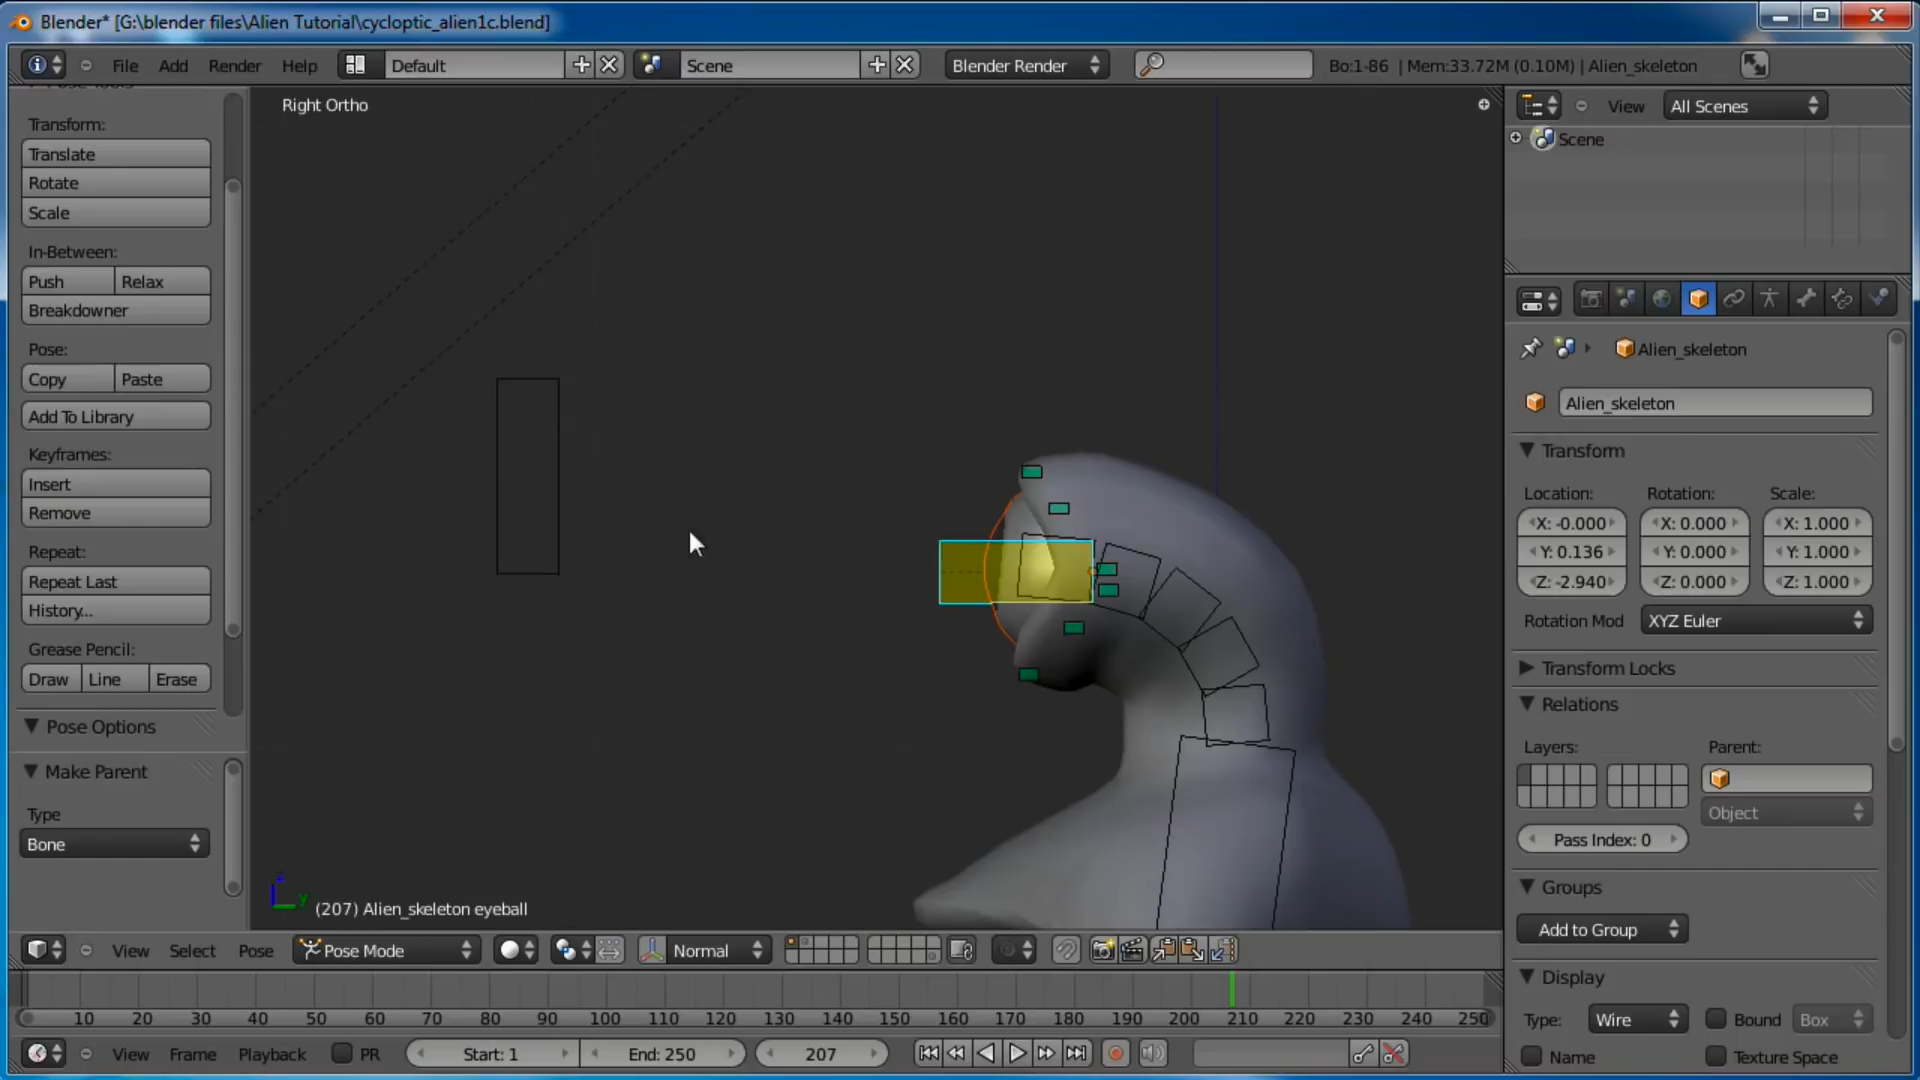 Blender* [G:\blender files\Alien Tutorial\cycloptic_alien1c.blend]
File Add Render Help Default Scene Blender Render Bo:1-86 | Mem:33.72M (0.10M) | Alien_skeleton
Transform:
Translate
Rotate
Scale
In-Between:
Push Relax
Breakdowner
Pose:
Copy Paste
Add To Library
Keyframes:
Insert
Remove
Repeat:
Repeat Last
History...
Grease Pencil:
Draw Line Erase
Pose Options
Make Parent
Type
Bone
Right Ortho
z
y
(207) Alien_skeleton eyeball
View All Scenes
Scene
Alien_skeleton
Alien_skeleton
Transform
Location: Rotation: Scale:
X: -0.000 X: 0.000 X: 1.000
Y: 0.136 Y: 0.000 Y: 1.000
Z: -2.940 Z: 0.000 Z: 1.000
Rotation Mod XYZ Euler
Transform Locks
Relations
Layers: Parent:
Object
Pass Index: 0
Groups
Add to Group
Display
Type: Wire Bound Box
Name Texture Space
View Select Pose Pose Mode Normal
10 20 30 40 50 60 70 80 90 100 110 120 130 140 150 160 170 180 190 200 210 220 230 240 250
View Frame Playback PR Start: 1 End: 250 207